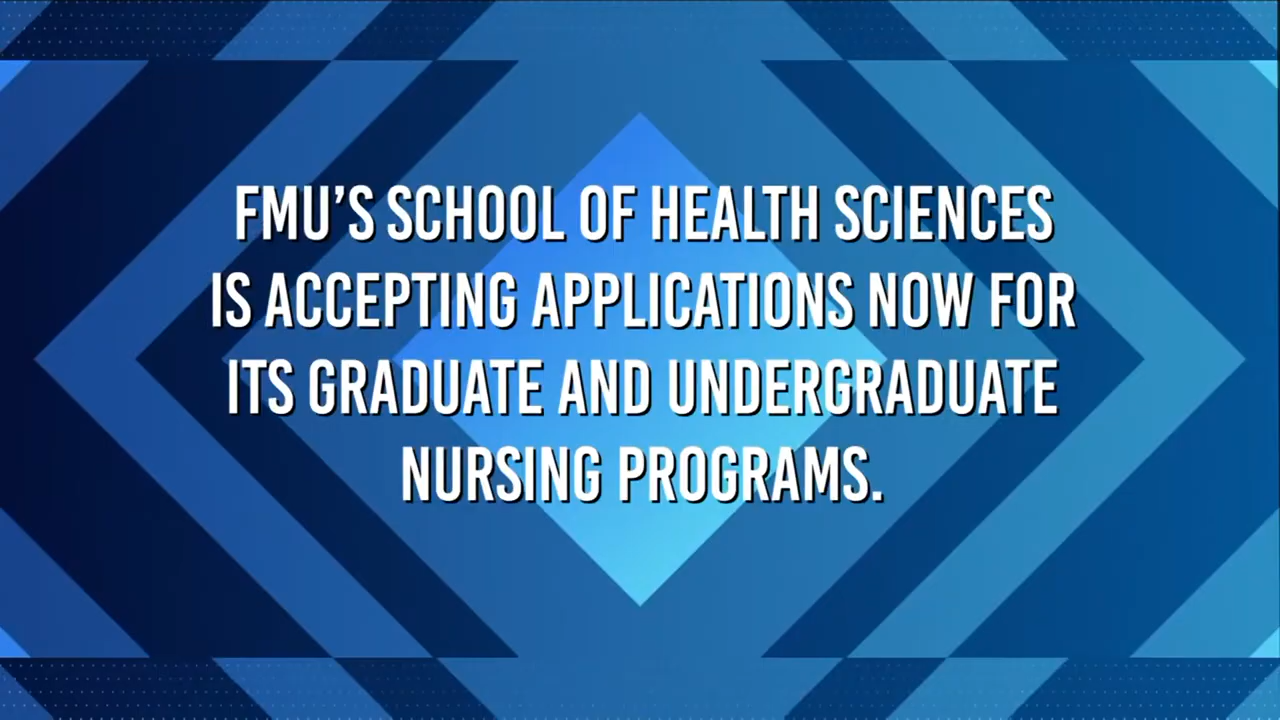 FMU'S SCHOOL OF HEALTH SCIENCES
IS ACCEPTING APPLICATIONS NOW FOR
ITS GRADUATE AND UNDERGRADUATE
NURSING PROGRAMS.